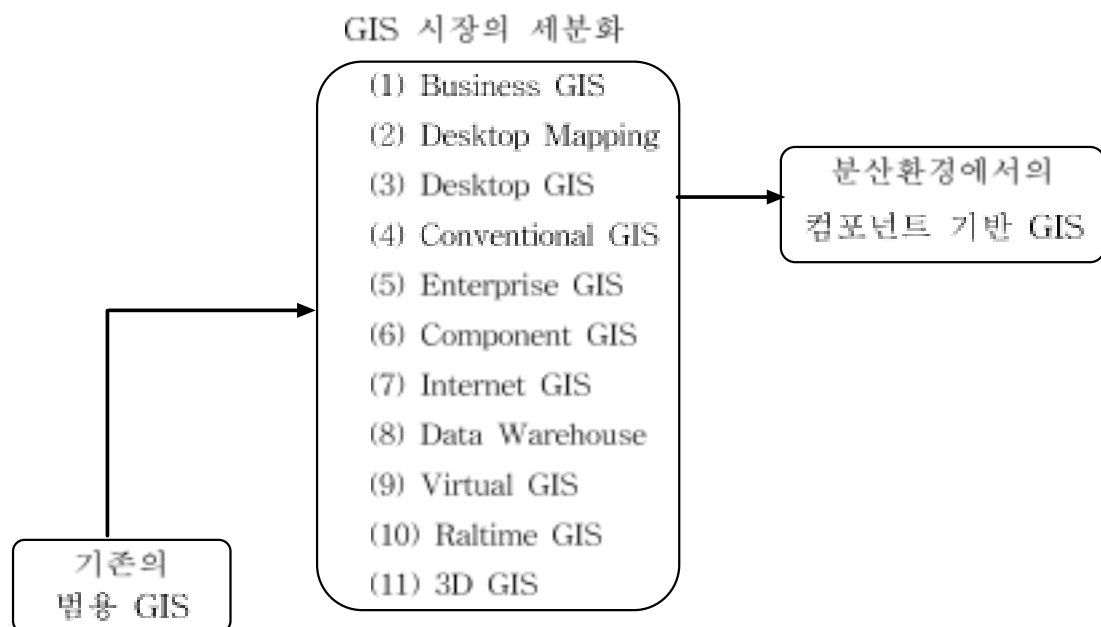 GIS 시장의 세분화
(1) Business GIS
(2) Desktop Mapping
(3) Desktop GIS
(4) Conventional GIS
(5) Enterprise GIS
(6) Component GIS
(7) Internet GIS
(8) Data Warehouse
(9) Virtual GIS
(10) Raltime GIS
(11) 3D GIS
분산환경에서의
컴포넌트 기반 GIS
기존의
범용 GIS